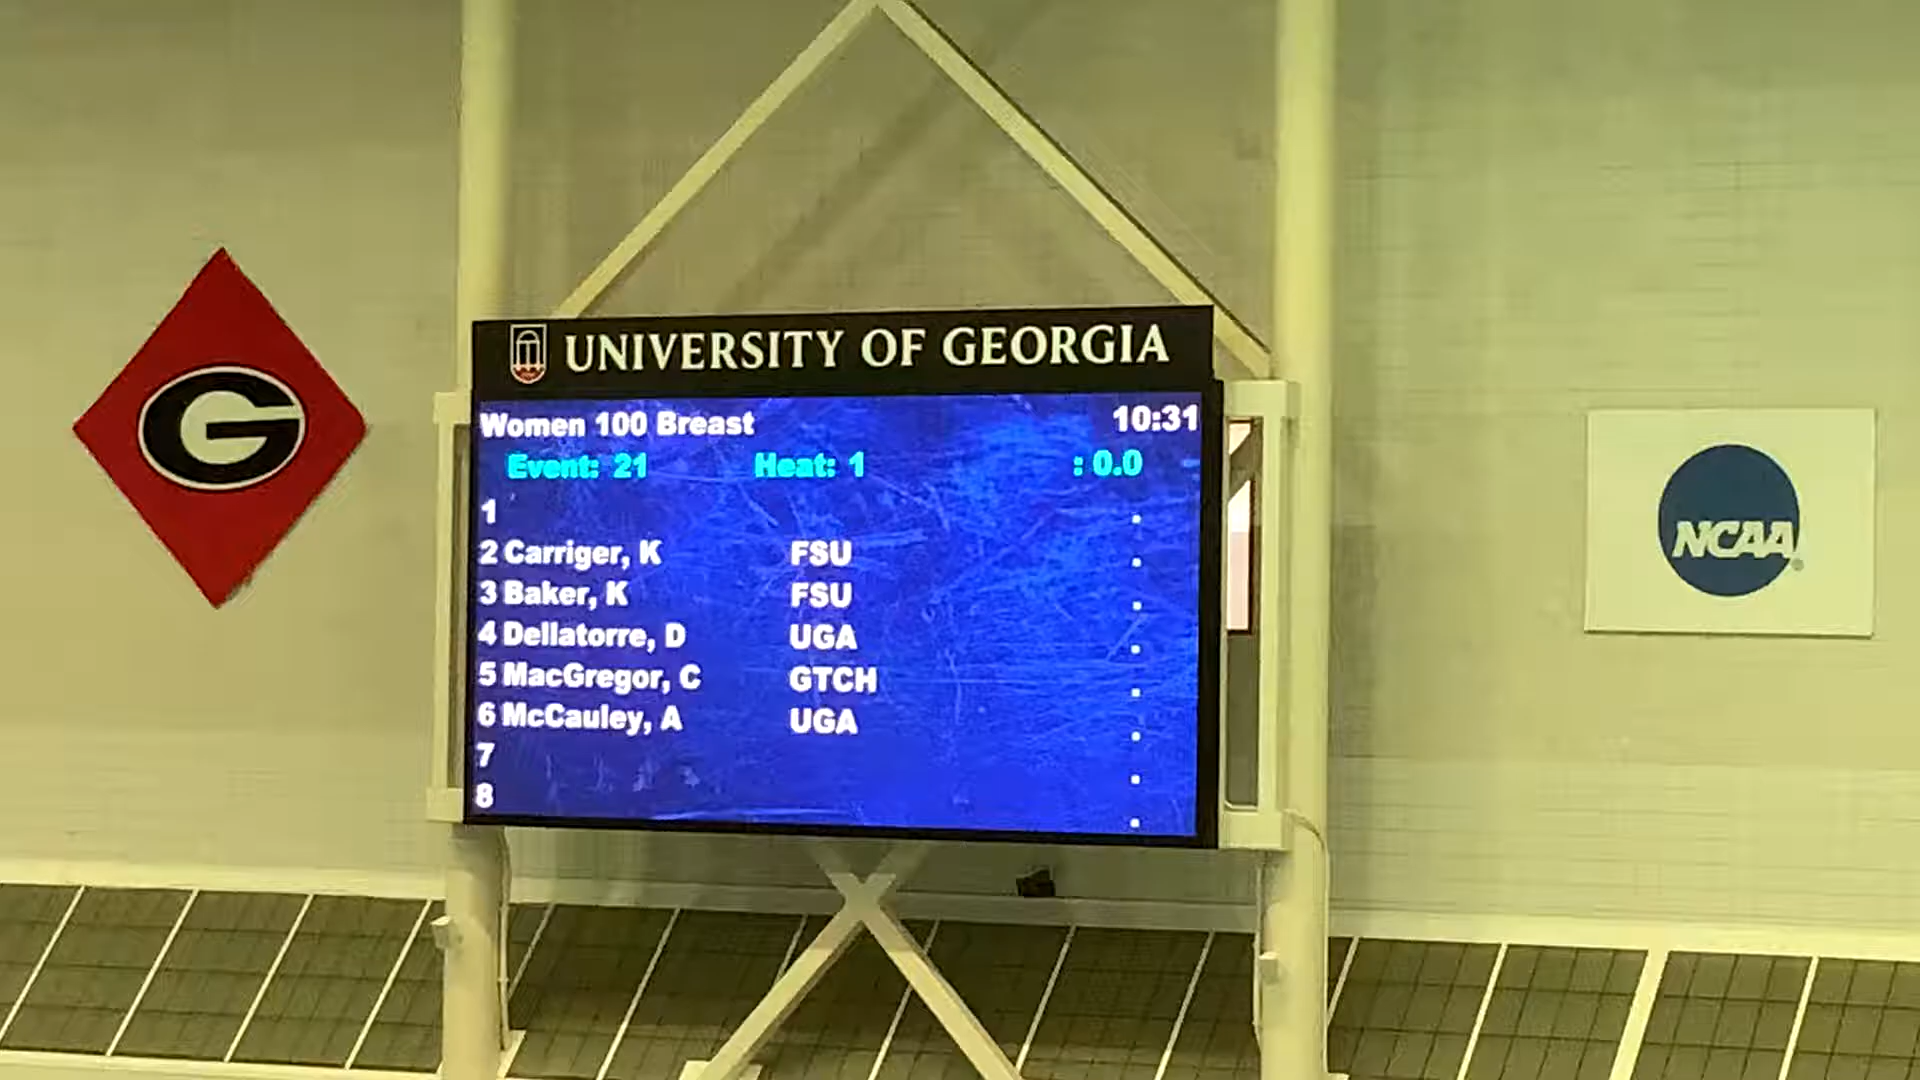 UNIVERSITY OF GEORGIA
Women 100 Breast 10:31
Event: 21 Heat: 1 : 0.0
1 .
2 Carriger, K FSU .
3 Baker, K FSU .
4 Dellatorre, D UGA .
5 MacGregor, C GTCH .
6 McCauley, A UGA .
7 .
8 .
G
NCAA